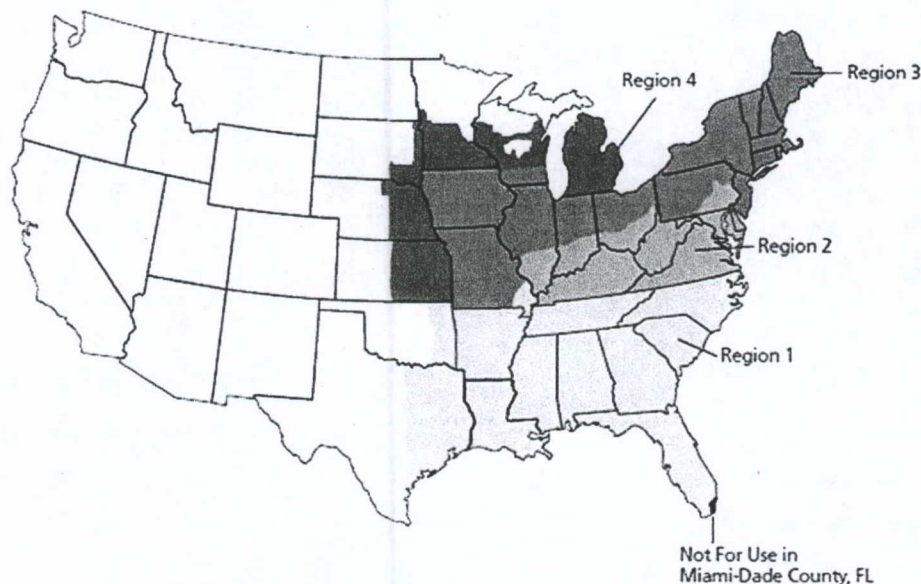 Region 4
Region 3
Region 2
Region 1
Not For Use in
Miami-Dade County, FL